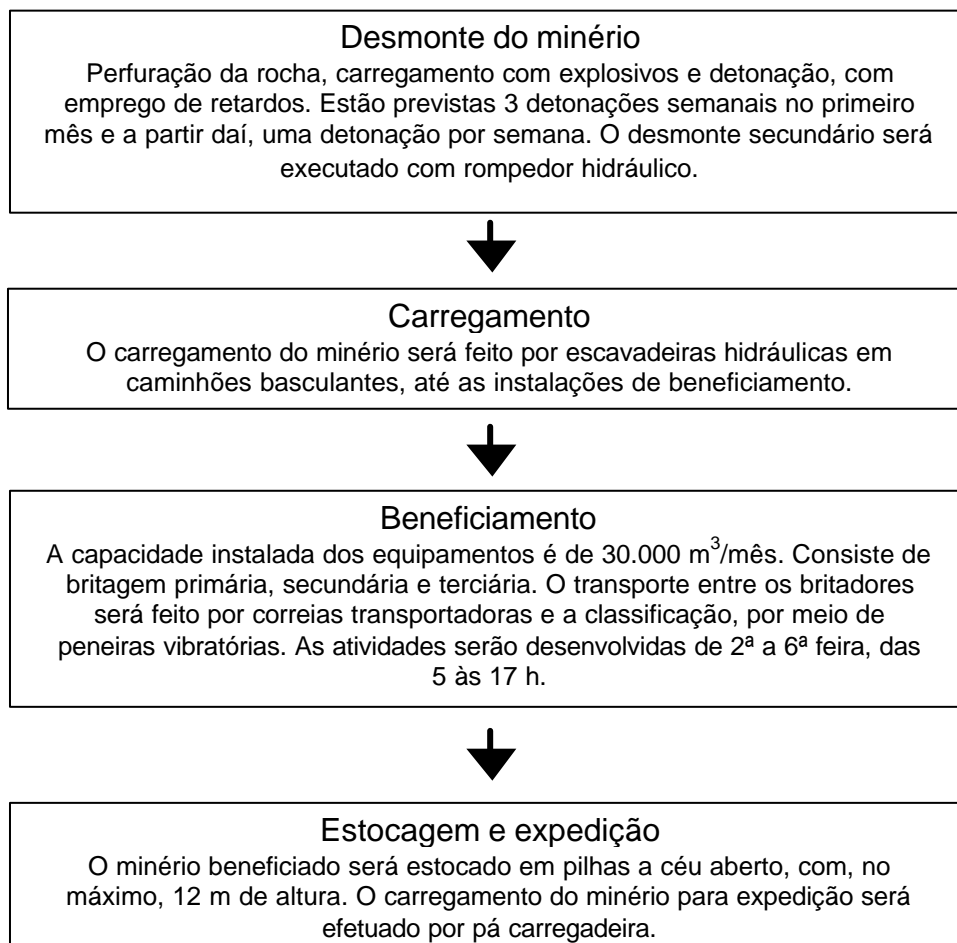 Desmonte do minério
Perfuração da rocha, carregamento com explosivos e detonação, com
emprego de retardos. Estão previstas 3 detonações semanais no primeiro
mês e a partir daí, uma detonação por semana. O desmonte secundário será
executado com rompedor hidráulico.
Carregamento
O carregamento do minério será feito por escavadeiras hidráulicas em
caminhões basculantes, até as instalações de beneficiamento.
Beneficiamento
A capacidade instalada dos equipamentos é de 30.000 m³/mês. Consiste de
britagem primária, secundária e terciária. O transporte entre os britadores
será feito por correias transportadoras e a classificação, por meio de
peneiras vibratórias. As atividades serão desenvolvidas de 2ª a 6ª feira, das
5 às 17 h.
Estocagem e expedição
O minério beneficiado será estocado em pilhas a céu aberto, com, no
máximo, 12 m de altura. O carregamento do minério para expedição será
efetuado por pá carregadeira.